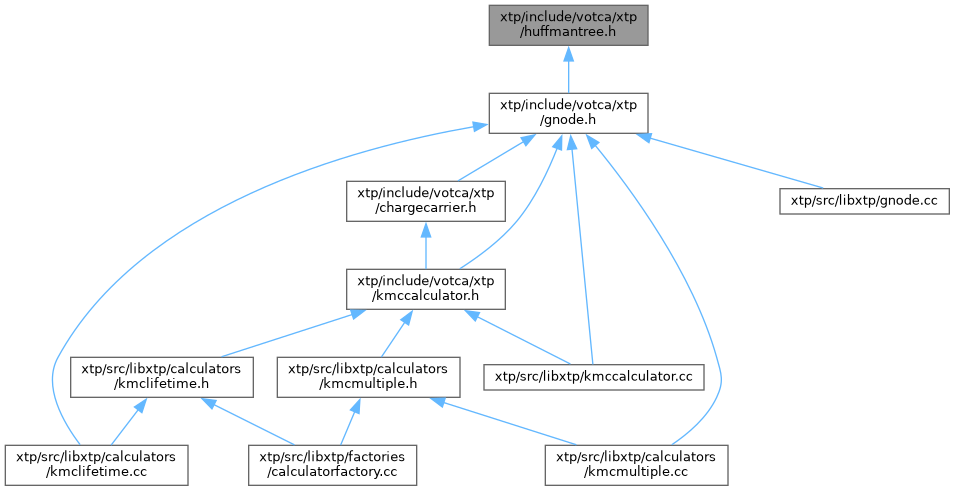 xtp/include/votca/xtp
/huffmantree.h
xtp/include/votca/xtp
/gnode.h
xtp/include/votca/xtp
/chargecarrier.h
xtp/src/libxtp/gnode.cc
xtp/include/votca/xtp
/kmccalculator.h
xtp/src/libxtp/calculators
/kmclifetime.h
xtp/src/libxtp/calculators
/kmcmultiple.h
xtp/src/libxtp/kmccalculator.cc
xtp/src/libxtp/calculators
/kmclifetime.cc
xtp/src/libxtp/factories
/calculatorfactory.cc
xtp/src/libxtp/calculators
/kmcmultiple.cc